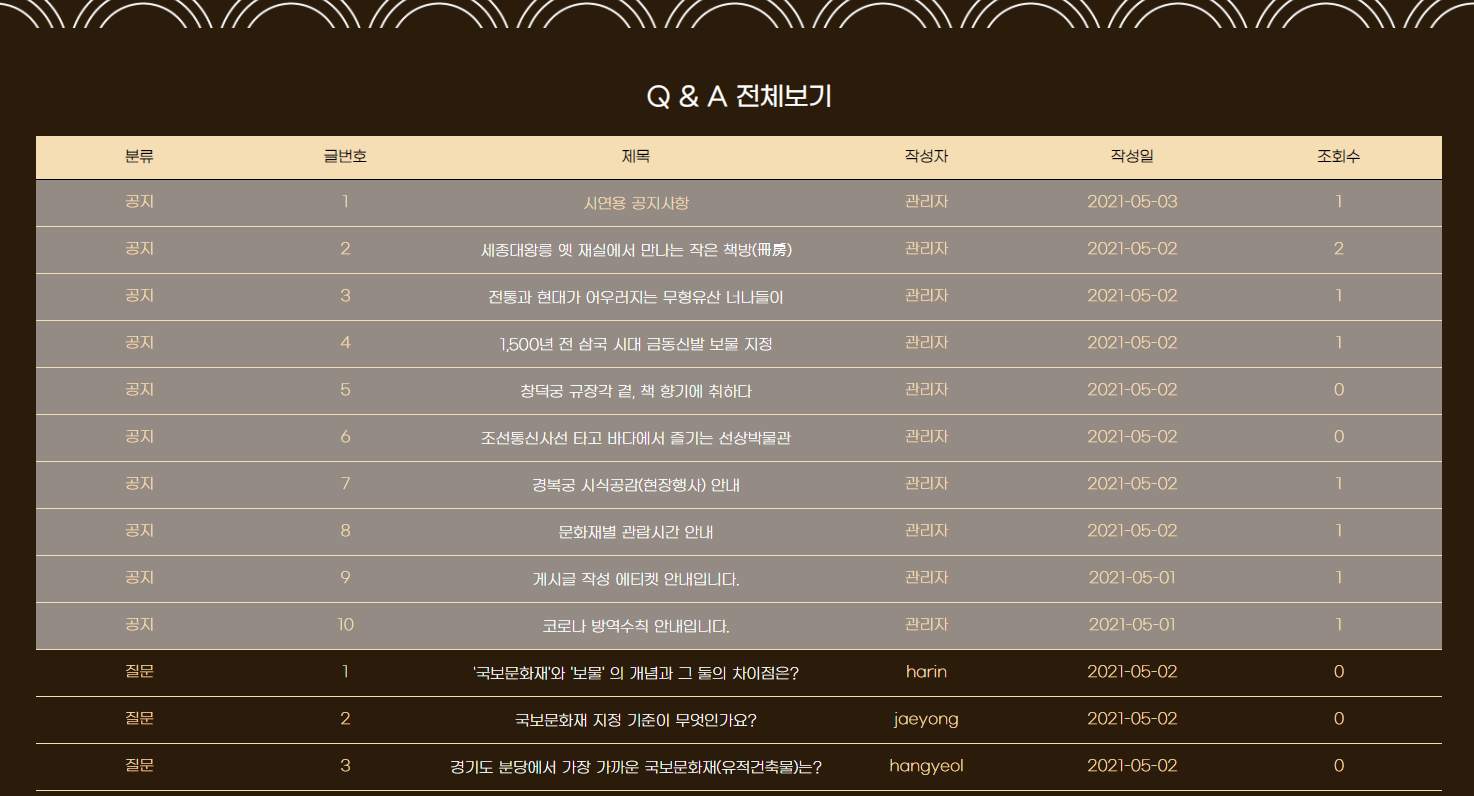 Q & A 전체보기
분류 글번호 제목 작성자 작성일 조회수
공지 1 시연용 공지사항 관리자 2021-05-03 1
공지 2 세종대왕릉 옛 재실에서 만나는 작은 책방(冊房) 관리자 2021-05-02 2
공지 3 전통과 현대가 어우러지는 무형유산 너나들이 관리자 2021-05-02 1
공지 4 1,500년 전 삼국 시대 금동신발 보물 지정 관리자 2021-05-02 1
공지 5 창덕궁 규장각 곁, 책 향기에 취하다 관리자 2021-05-02 0
공지 6 조선통신사선 타고 바다에서 즐기는 선상박물관 관리자 2021-05-02 0
공지 7 경복궁 시식공감(현장행사) 안내 관리자 2021-05-02 1
공지 8 문화재별 관람시간 안내 관리자 2021-05-02 1
공지 9 게시글 작성 에티켓 안내입니다. 관리자 2021-05-01 1
공지 10 코로나 방역수칙 안내입니다. 관리자 2021-05-01 1
질문 1 '국보문화재'와 '보물' 의 개념과 그 둘의 차이점은? harin 2021-05-02 0
질문 2 국보문화재 지정 기준이 무엇인가요? jaeyong 2021-05-02 0
질문 3 경기도 분당에서 가장 가까운 국보문화재(유적건축물)는? hangyeol 2021-05-02 0